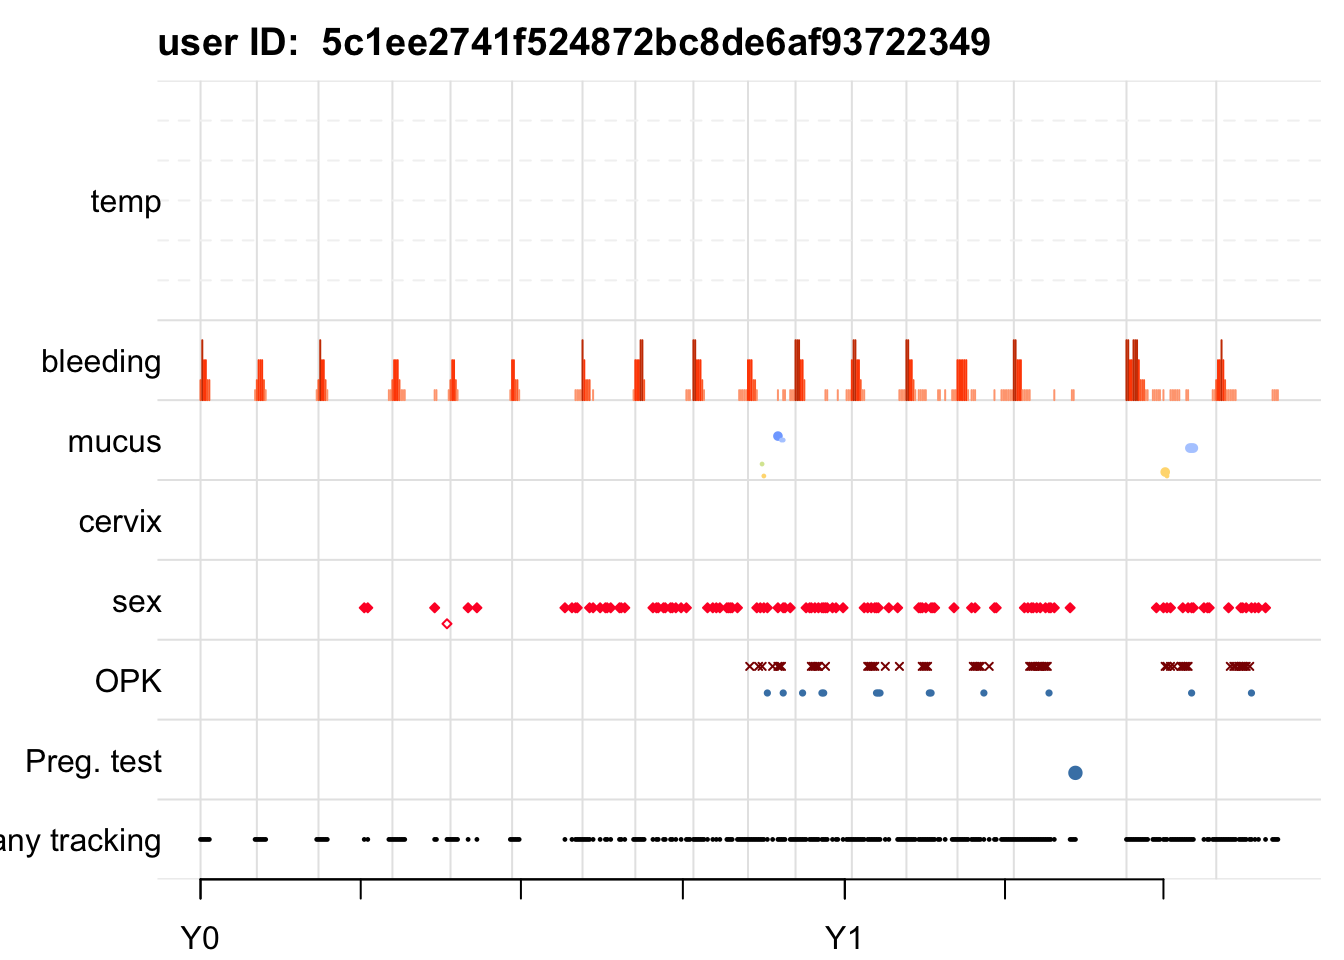 user ID:  5c1ee2741f524872bc8de6af93722349
temp
bleeding
mucus
cervix
sex
OPK
Preg. test
any tracking
Y0
Y1